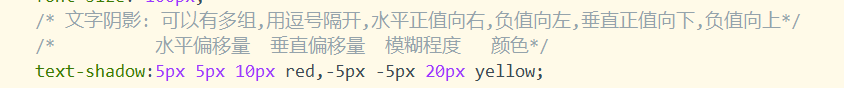 font-size: 100px;
/* 文字阴影: 可以有多组,用逗号隔开,水平正值向右,负值向左,垂直正值向下,负值向上*/
/* 水平偏移量 垂直偏移量 模糊程度 颜色*/
text-shadow:5px 5px 10px red,-5px -5px 20px yellow;